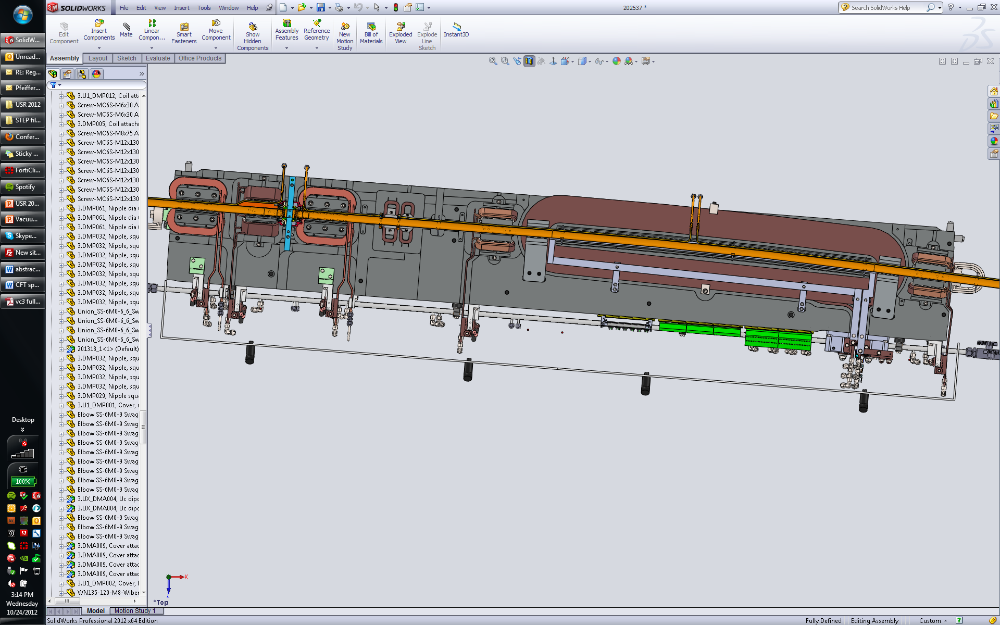 SOLIDWORKS
File Edit View Insert Tools Window Help
202537 *
Search SolidWorks Help
Edit Component
Insert Components
Mate
Linear Compon...
Smart Fasteners
Move Component
Show Hidden Components
Assembly Features
Reference Geometry
New Motion Study
Bill of Materials
Exploded View
Explode Line Sketch
Instant3D
Assembly Layout Sketch Evaluate Office Products
SolidW...
Unread...
RE: Reg...
Pfeiffer...
USR 2012
STEP fil...
Confer...
Sticky ...
FortiCli...
Spotify
USR 20...
Vacuu...
Skype...
New sit...
abstrac...
CFT sp...
vc3 full...
Desktop
100%
3:14 PM
Wednesday
10/24/2012
3.U1_DMP012, Coil att
Screw-MC6S-M6x30 A
Screw-MC6S-M6x30 A
3.DMP005, Coil attach
Screw-MC6S-M8x75 A
Screw-MC6S-M12x130
Screw-MC6S-M12x130
Screw-MC6S-M12x130
Screw-MC6S-M12x130
Screw-MC6S-M12x130
Screw-MC6S-M12x130
Screw-MC6S-M12x130
3.DMP061, Nipple dia
3.DMP061, Nipple dia
3.DMP061, Nipple dia
3.DMP032, Nipple, squ
3.DMP032, Nipple, squ
3.DMP032, Nipple, squ
3.DMP032, Nipple, squ
3.DMP032, Nipple, squ
3.DMP032, Nipple, squ
3.DMP032, Nipple, squ
3.DMP032, Nipple, squ
Union_SS-6M0-6_6_Sw
Union_SS-6M0-6_6_Sw
Union_SS-6M0-6_6_Sw
Union_SS-6M0-6_6_Sw
201318_1<1> (Default)
3.DMP032, Nipple, squ
3.DMP032, Nipple, squ
3.DMP032, Nipple, squ
3.DMP032, Nipple, squ
3.DMP029, Nipple squ
3.U1_DMP001, Cover, r
Elbow SS-6M0-9 Swag
Elbow SS-6M0-9 Swag
Elbow SS-6M0-9 Swag
Elbow SS-6M0-9 Swag
Elbow SS-6M0-9 Swag
Elbow SS-6M0-9 Swag
Elbow SS-6M0-9 Swag
Elbow SS-6M0-9 Swag
Elbow SS-6M0-9 Swag
3.UX_DMA004, Uc dipo
3.UX_DMA004, Uc dipo
Elbow SS-6M0-9 Swag
Elbow SS-6M0-9 Swag
Elbow SS-6M0-9 Swag
3.DMA009, Cover attac
3.DMA009, Cover attac
3.DMA009, Cover attac
3.DMA009, Cover attac
3.U1_DMP002, Cover, l
WN135-120-M8-Wiber
X
Z
*Top
Model Motion Study 1
SolidWorks Professional 2012 x64 Edition
Fully Defined Editing Assembly Custom